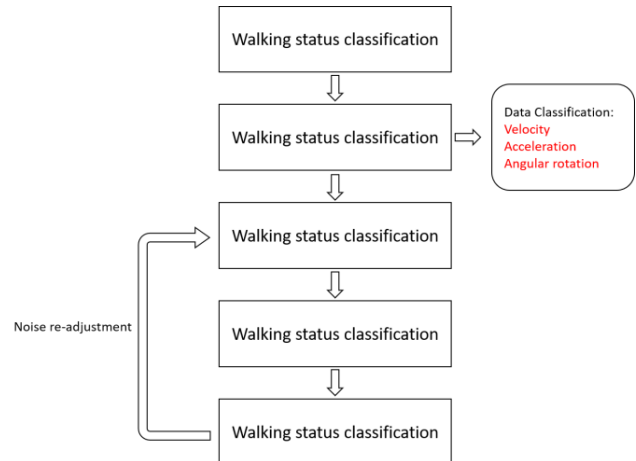 Walking status classification
Walking status classification
Data Classification:
Velocity
Acceleration
Angular rotation
Walking status classification
Noise re-adjustment
Walking status classification
Walking status classification